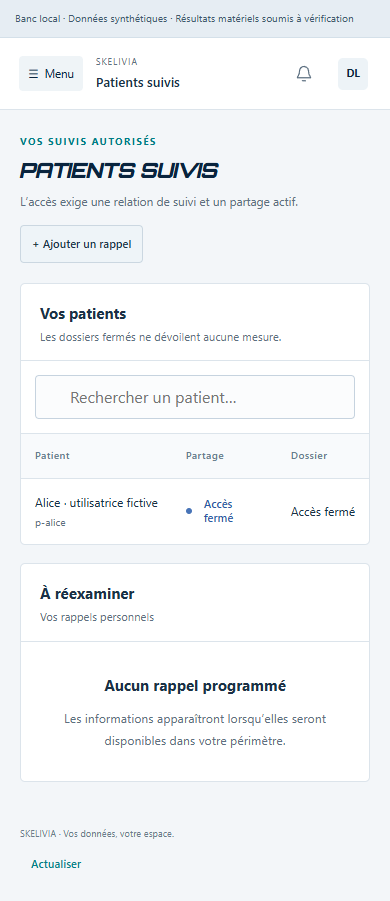 Banc local · Données synthétiques · Résultats matériels soumis à vérification
☰ Menu
SKELIVIA
Patients suivis
DL
VOS SUIVIS AUTORISÉS
PATIENTS SUIVIS
L’accès exige une relation de suivi et un partage actif.
+ Ajouter un rappel
Vos patients
Les dossiers fermés ne dévoilent aucune mesure.
Rechercher un patient…
Patient Partage Dossier
Alice · utilisatrice fictive
p-alice
Accès
fermé
Accès fermé
À réexaminer
Vos rappels personnels
Aucun rappel programmé
Les informations apparaîtront lorsqu’elles seront
disponibles dans votre périmètre.
SKELIVIA · Vos données, votre espace.
Actualiser